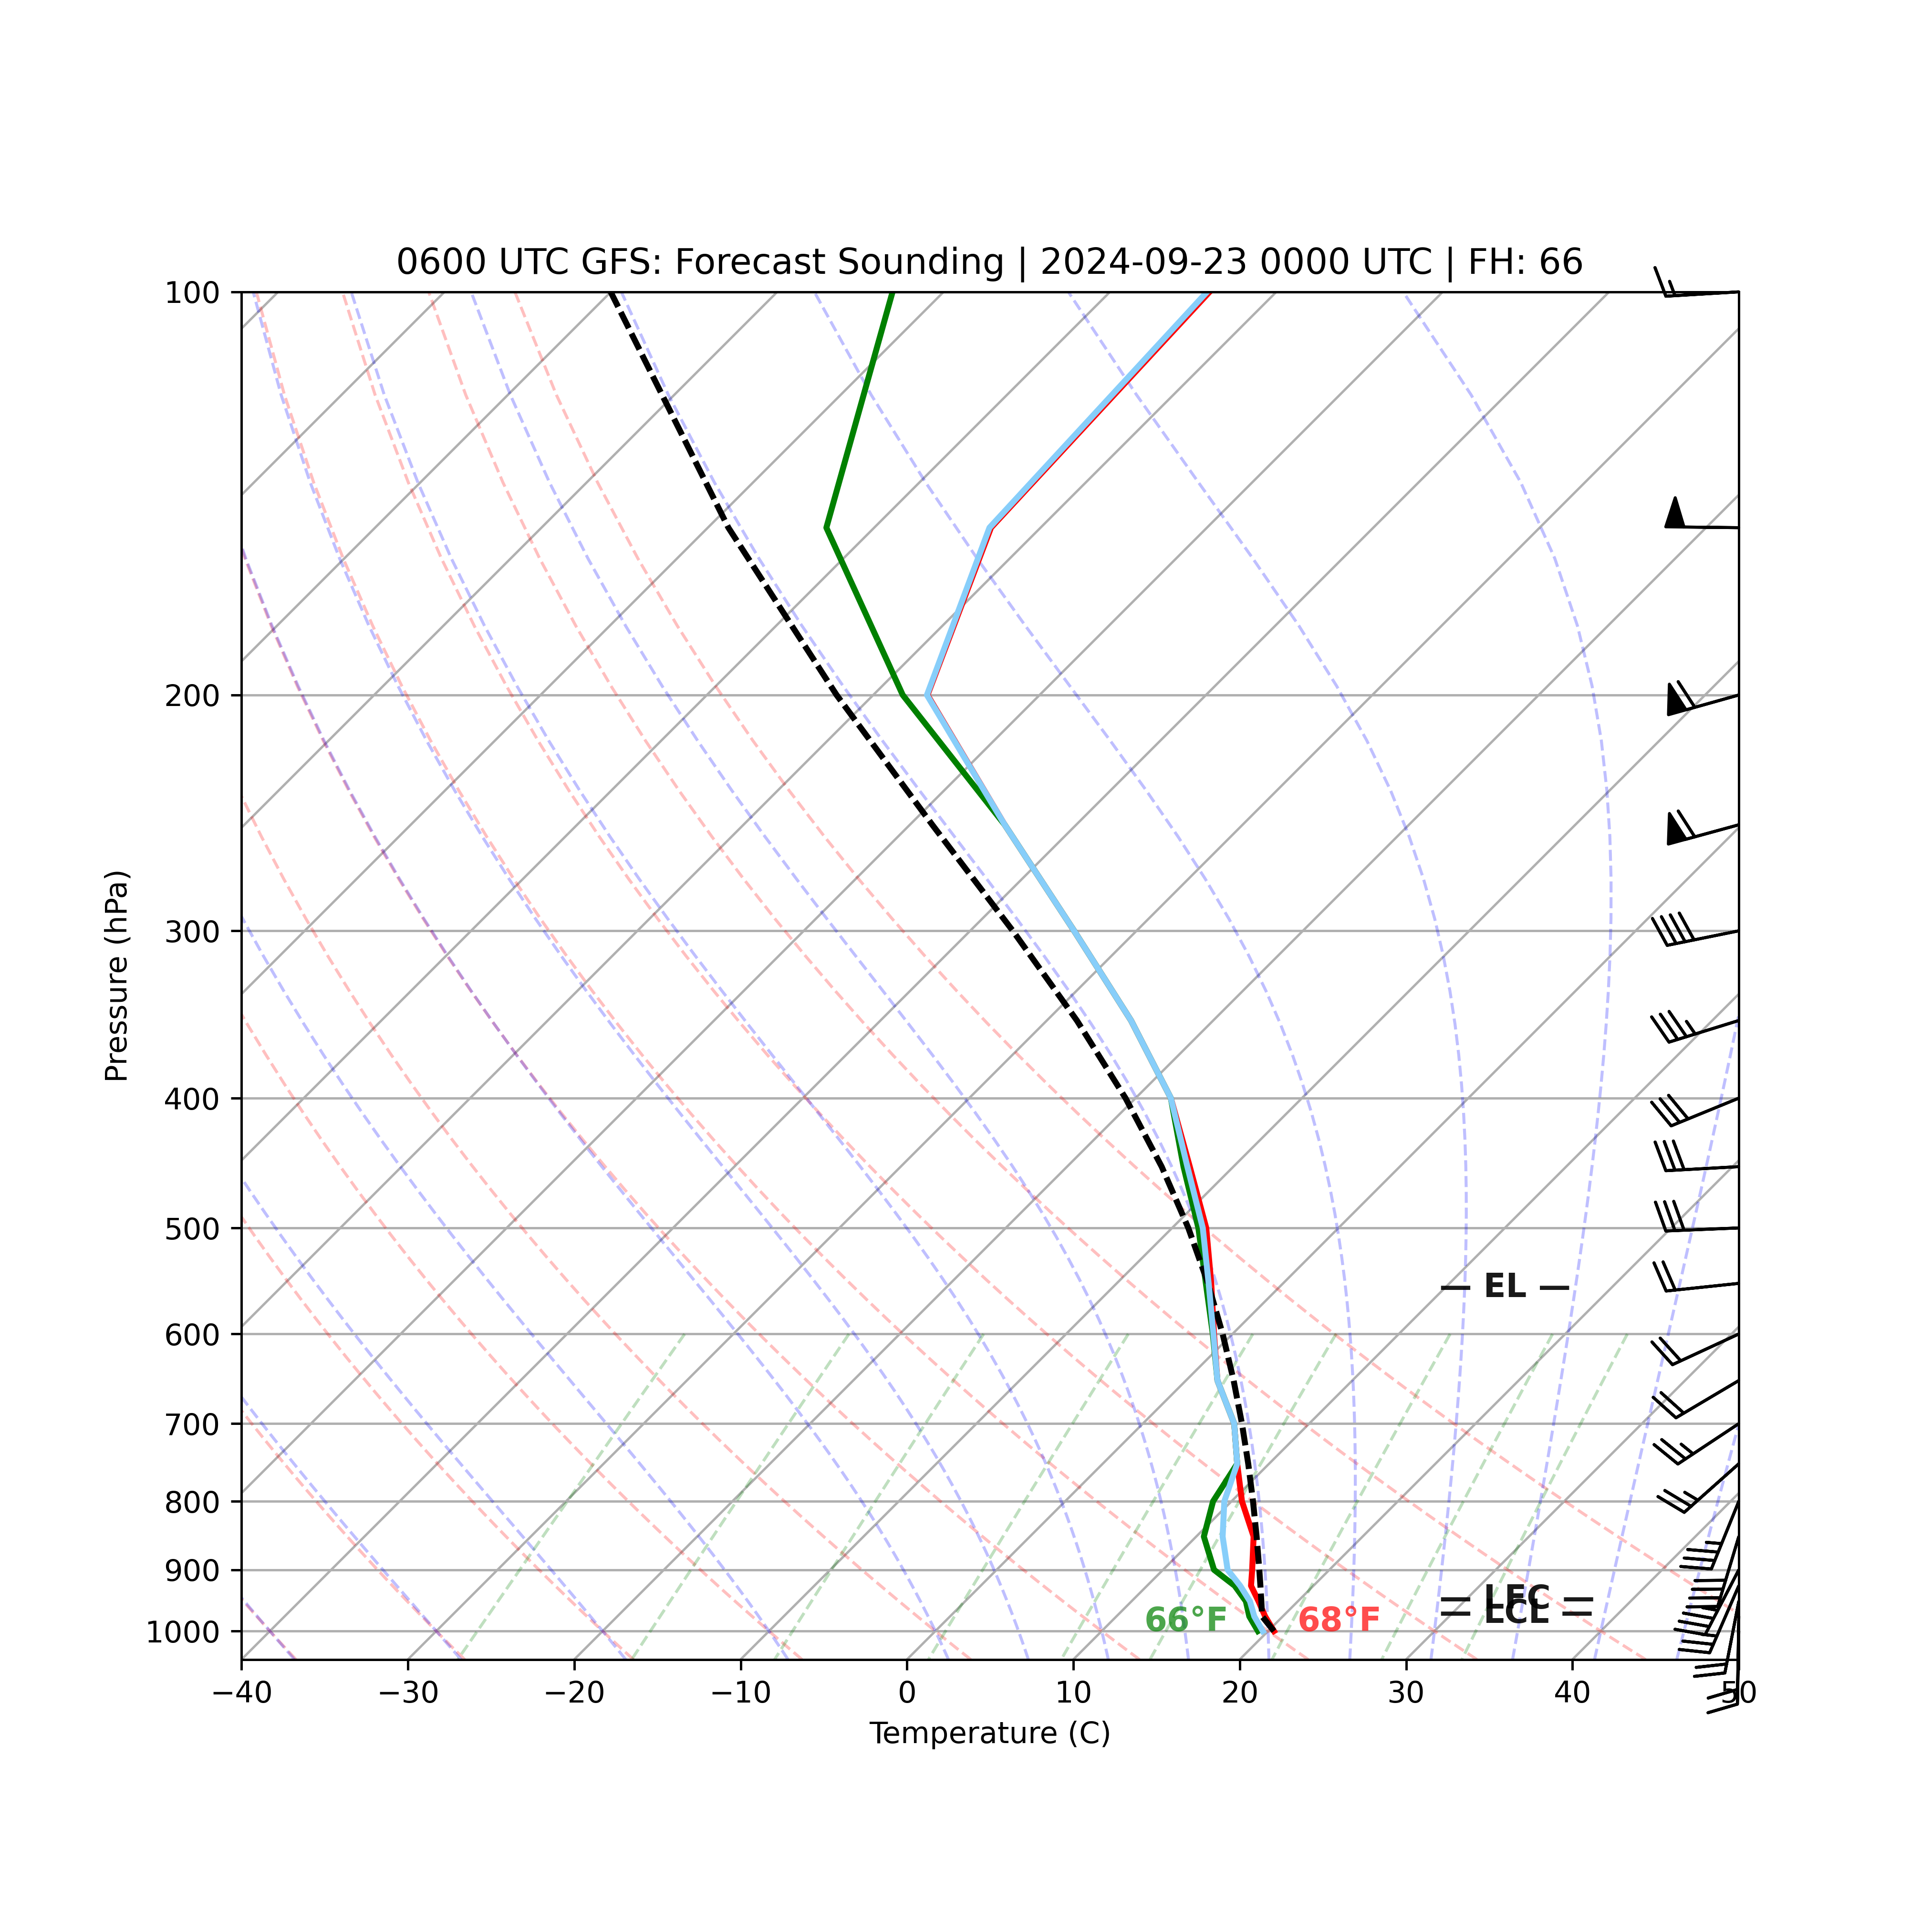 0600 UTC GFS: Forecast Sounding | 2024-09-23 0000 UTC | FH: 66
100
200
300
400
500
600
700
800
900
1000
Pressure (hPa)
— EL —
— LFC —
— LCL —
66°F
68°F
−40
−30
−20
−10
0
10
20
30
40
50
Temperature (C)